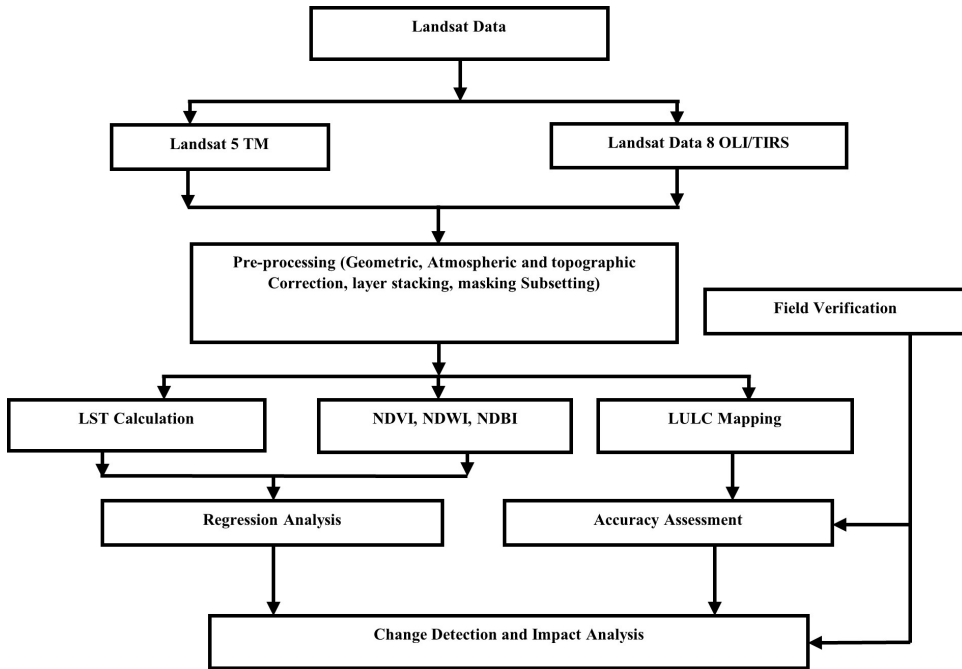 Landsat Data
Landsat 5 TM
Landsat Data 8 OLI/TIRS
Pre-processing (Geometric, Atmospheric and topographic
Correction, layer stacking, masking Subsetting)
Field Verification
LST Calculation
NDVI, NDWI, NDBI
LULC Mapping
Regression Analysis
Accuracy Assessment
Change Detection and Impact Analysis